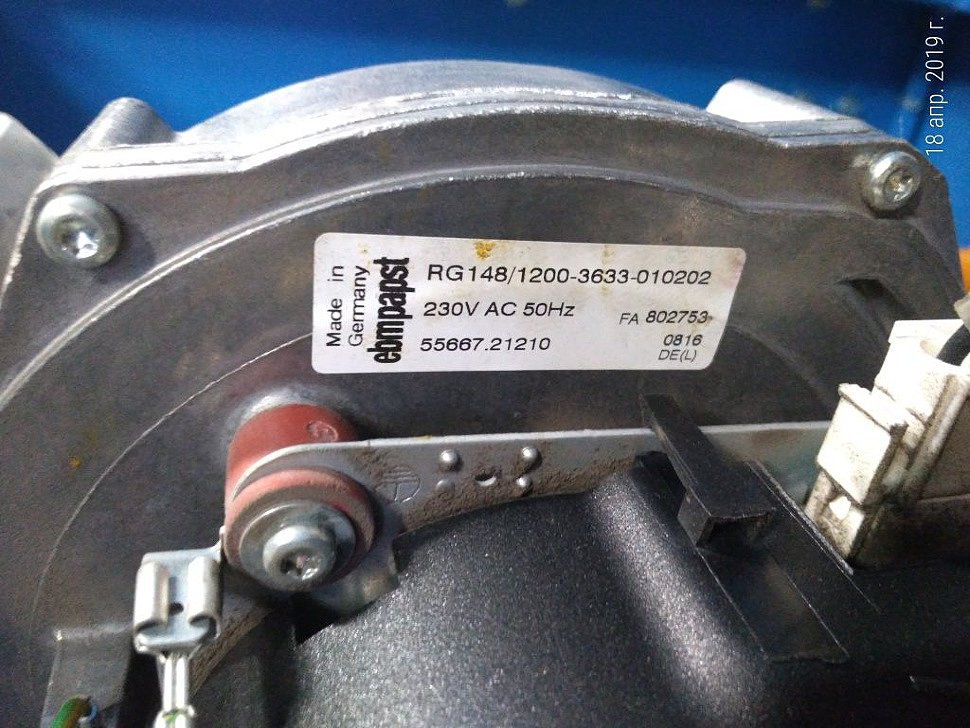 18 апр. 2019 г.
Made in
Germany
ebmpapst
RG148/1200-3633-010202
230V AC 50Hz
FA 802753
55667.21210
0816
DE(L)